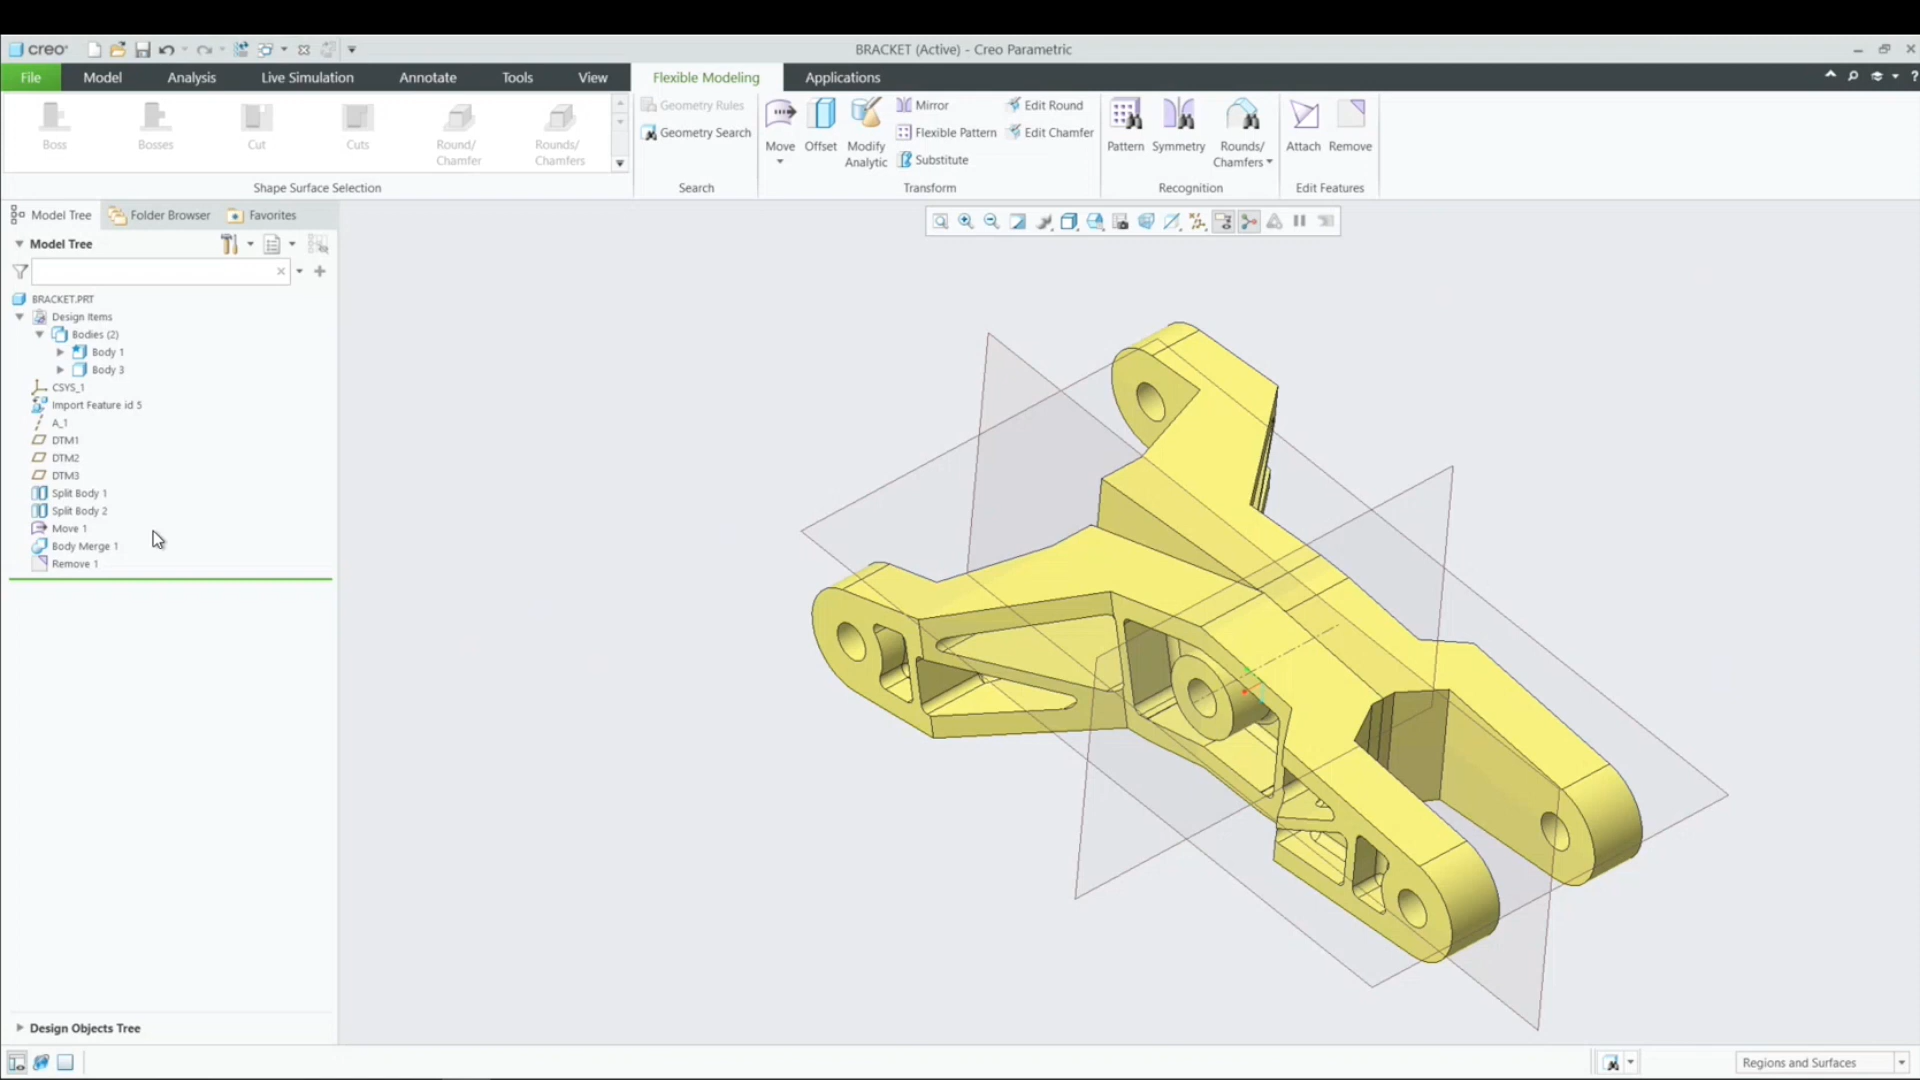 creo
BRACKET (Active) - Creo Parametric
File Model Analysis Live Simulation Annotate Tools View Flexible Modeling Applications
Boss Bosses Cut Cuts Round/ Chamfer Rounds/ Chamfers
Shape Surface Selection
Geometry Rules
Geometry Search
Search
Move Offset Modify Analytic
Mirror
Flexible Pattern
Substitute
Edit Round
Edit Chamfer
Transform
Pattern Symmetry Rounds/ Chamfers
Recognition
Attach Remove
Edit Features
Model Tree Folder Browser Favorites
Model Tree
BRACKET.PRT
Design Items
Bodies (2)
Body 1
Body 3
CSYS_1
Import Feature id 5
A_1
DTM1
DTM2
DTM3
Split Body 1
Split Body 2
Move 1
Body Merge 1
Remove 1
Design Objects Tree
Regions and Surfaces